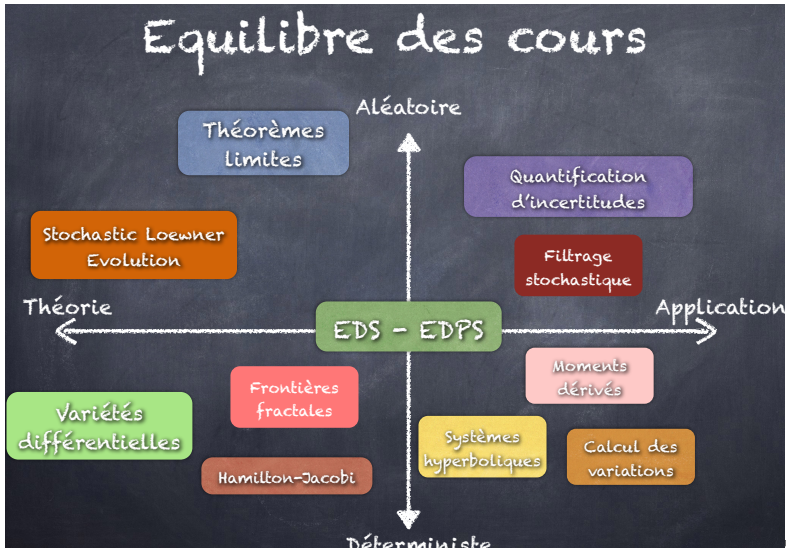 Equilibre des cours
Aléatoire
Théorèmes
limites
Quantification
d'incertitudes
Stochastic Loewner
Evolution
Filtrage
stochastique
Théorie
Application
EDS - EDPS
Moments
dérivés
Frontières
fractales
Variétés
différentielles
Systèmes
hyperboliques
Calcul des
variations
Hamilton-Jacobi
Déterministe